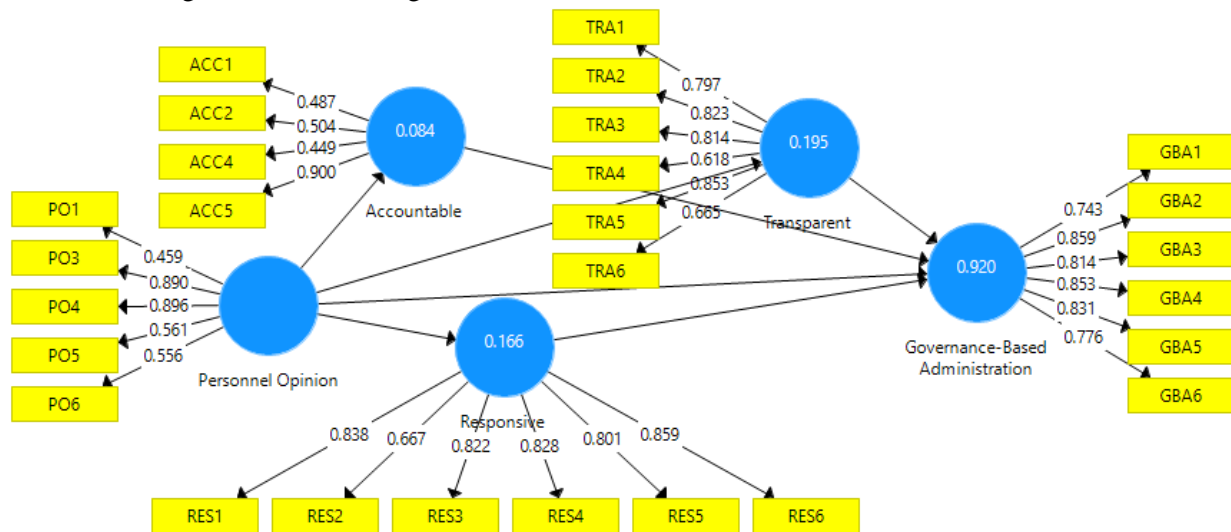 ACC1
ACC2
ACC4
ACC5
0.487
0.504
0.449
0.900
0.084
Accountable
TRA1
TRA2
TRA3
TRA4
TRA5
TRA6
0.797
0.823
0.814
0.618
0.853
0.665
0.195
Transparent
PO1
PO3
PO4
PO5
PO6
0.459
0.890
0.896
0.561
0.556
Personnel Opinion
0.166
Responsive
0.838
0.667
0.822
0.828
0.801
0.859
RES1
RES2
RES3
RES4
RES5
RES6
0.920
Governance-Based
Administration
0.743
0.859
0.814
0.853
0.831
0.776
GBA1
GBA2
GBA3
GBA4
GBA5
GBA6